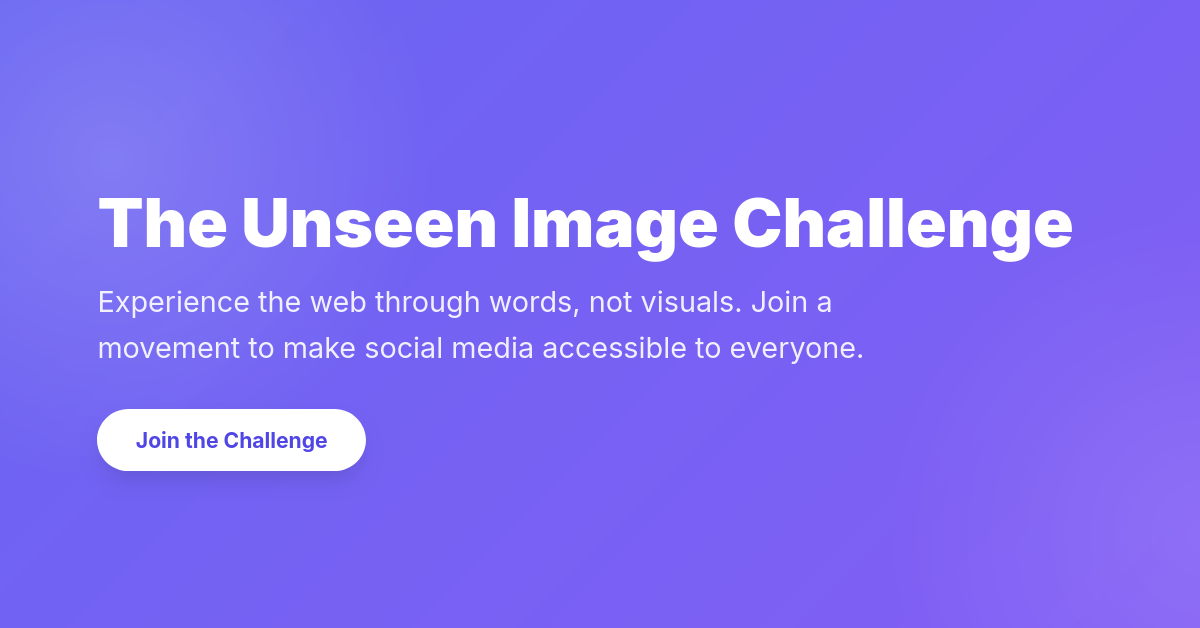 The Unseen Image Challenge
Experience the web through words, not visuals. Join a
movement to make social media accessible to everyone.
Join the Challenge